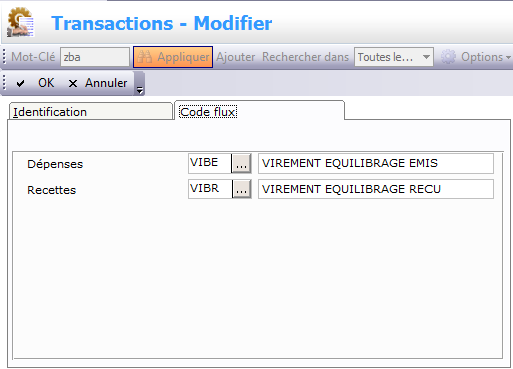 Transactions - Modifier
Mot-Clé zba Appliquer Ajouter Rechercher dans Toutes le... Options
OK Annuler
Identification Code flux
Dépenses VIBE ... VIREMENT EQUILIBRAGE EMIS
Recettes VIBR ... VIREMENT EQUILIBRAGE RECU